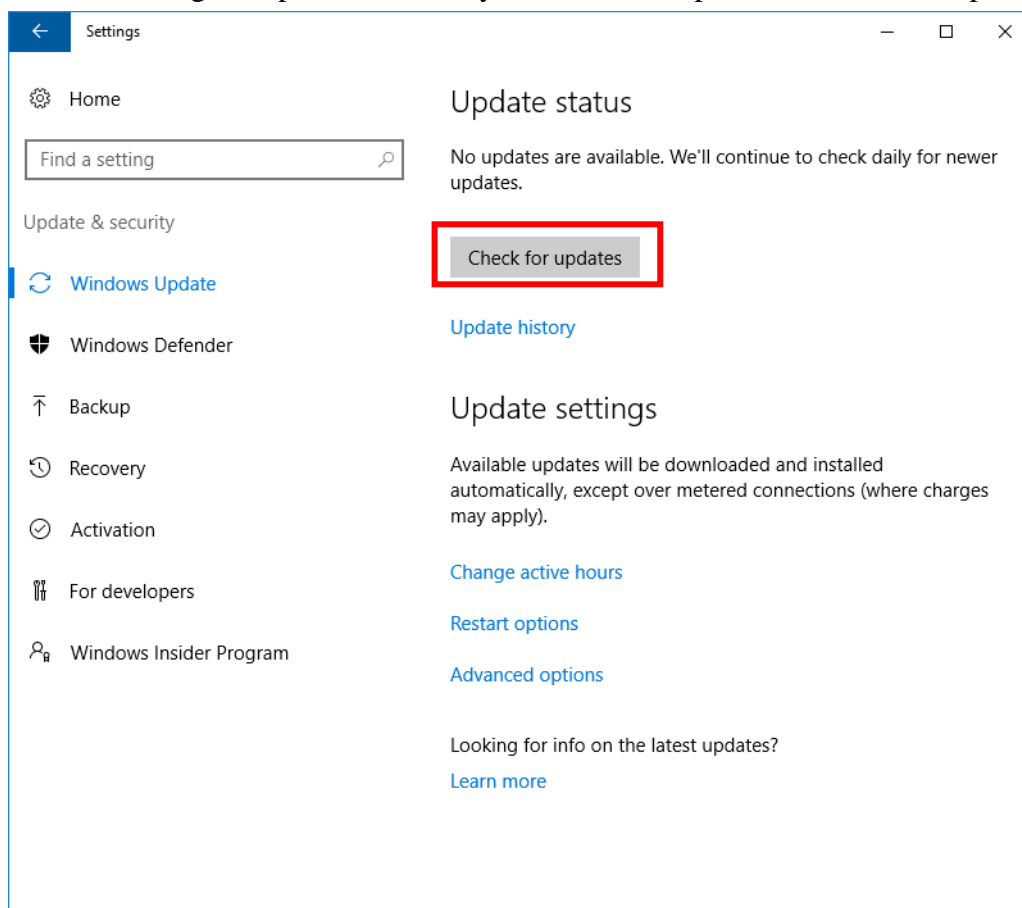 Settings
Home
Find a setting
Update & security
Windows Update
Windows Defender
Backup
Recovery
Activation
For developers
Windows Insider Program
Update status
No updates are available. We'll continue to check daily for newer
updates.
Check for updates
Update history
Update settings
Available updates will be downloaded and installed
automatically, except over metered connections (where charges
may apply).
Change active hours
Restart options
Advanced options
Looking for info on the latest updates?
Learn more